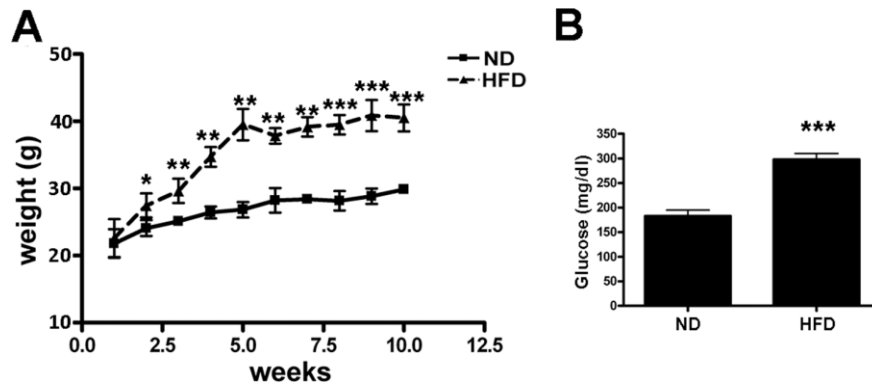 A
50
40
30
20
10
weight (g)
0.0 2.5 5.0 7.5 10.0 12.5
weeks
* ** ** ** ** ** *** *** ***
ND
HFD
B
***
350
300
250
200
150
100
50
0
Glucose (mg/dl)
ND HFD